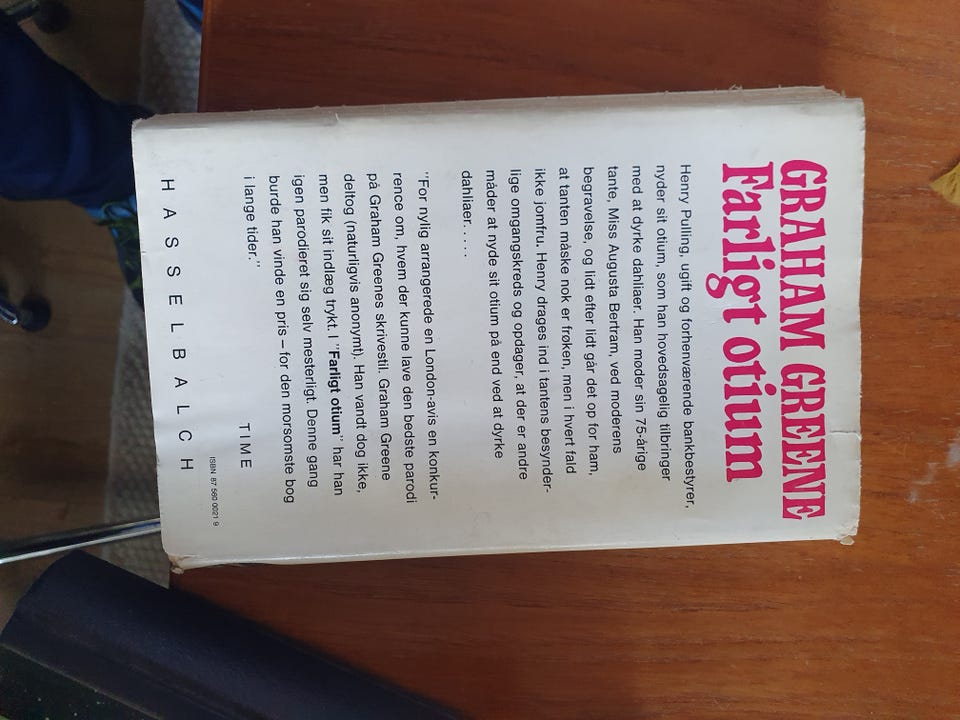 GRAHAM GREENE
Farligt otium
Henry Pulling, ugift og forhenværende bankbestyrer,
nyder sit otium, som han hovedsagelig tilbringer
med at dyrke dahliaer. Han møder sin 75-årige
tante, Miss Augusta Bertram, ved moderens
begravelse, og lidt efter lidt går det op for ham,
at tanten måske nok er frøken, men i hvert fald
ikke jomfru. Henry drages ind i tantens besynder-
lige omgangskreds og opdager, at der er andre
måder at nyde sit otium på end ved at dyrke
dahliaer.....
"For nylig arrangerede en London-avis en konkur-
rence om, hvem der kunne lave den bedste parodi
på Graham Greenes skrivestil. Graham Greene
deltog (naturligvis anonymt). Han vandt dog ikke,
men fik sit indlæg trykt. I "Farligt otium" har han
igen parodieret sig selv mesterligt. Denne gang
burde han vinde en pris – for den morsomste bog
i lange tider."
TIME
ISBN 87 560 0021 9
HASSELBALCH